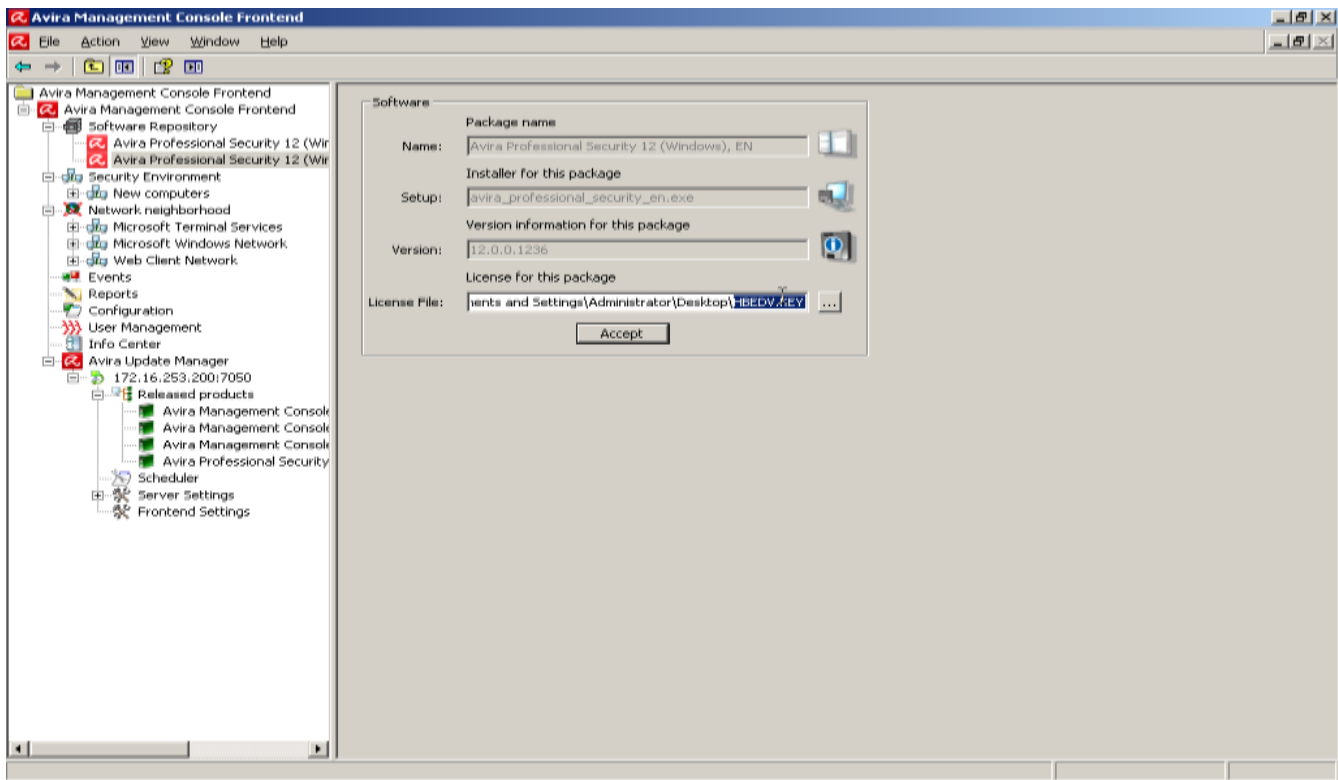 Avira Management Console Frontend
File Action View Window Help
Avira Management Console Frontend
Avira Management Console Frontend
Software Repository
Avira Professional Security 12 (Wir
Avira Professional Security 12 (Wir
Security Environment
New computers
Network neighborhood
Microsoft Terminal Services
Microsoft Windows Network
Web Client Network
Events
Reports
Configuration
User Management
Info Center
Avira Update Manager
172.16.253.200:7050
Released products
Avira Management Console
Avira Management Console
Avira Management Console
Avira Professional Security
Scheduler
Server Settings
Frontend Settings
Software
Package name
Name: Avira Professional Security 12 (Windows), EN
Installer for this package
Setup: avira_professional_security_en.exe
Version information for this package
Version: 12.0.0.1236
License for this package
License File: ments and Settings\Administrator\Desktop\HBEDV.KEY ...
Accept